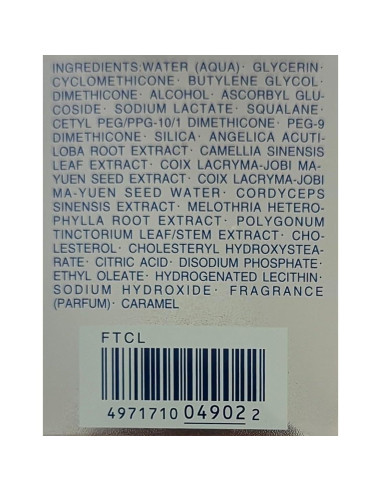 INGREDIENTS:WATER (AQUA)· GLYCERIN·
CYCLOMETHICONE· BUTYLENE GLYCOL·
DIMETHICONE· ALCOHOL· ASCORBYL GLU-
COSIDE· SODIUM LACTATE· SQUALANE·
CETYL PEG/PPG-10/1 DIMETHICONE· PEG-9
DIMETHICONE· SILICA· ANGELICA ACUTI-
LOBA ROOT EXTRACT· CAMELLIA SINENSIS
LEAF EXTRACT· COIX LACRYMA-JOBI MA-
YUEN SEED EXTRACT· COIX LACRYMA-JOBI
MA-YUEN SEED WATER· CORDYCEPS
SINENSIS EXTRACT· MELOTHRIA HETERO-
PHYLLA ROOT EXTRACT· POLYGONUM
TINCTORIUM LEAF/STEM EXTRACT· CHO-
LESTEROL· CHOLESTERYL HYDROXYSTEA-
RATE· CITRIC ACID· DISODIUM PHOSPHATE·
ETHYL OLEATE· HYDROGENATED LECITHIN·
SODIUM HYDROXIDE· FRAGRANCE
(PARFUM)· CARAMEL
FTCL
4971710 04902 2